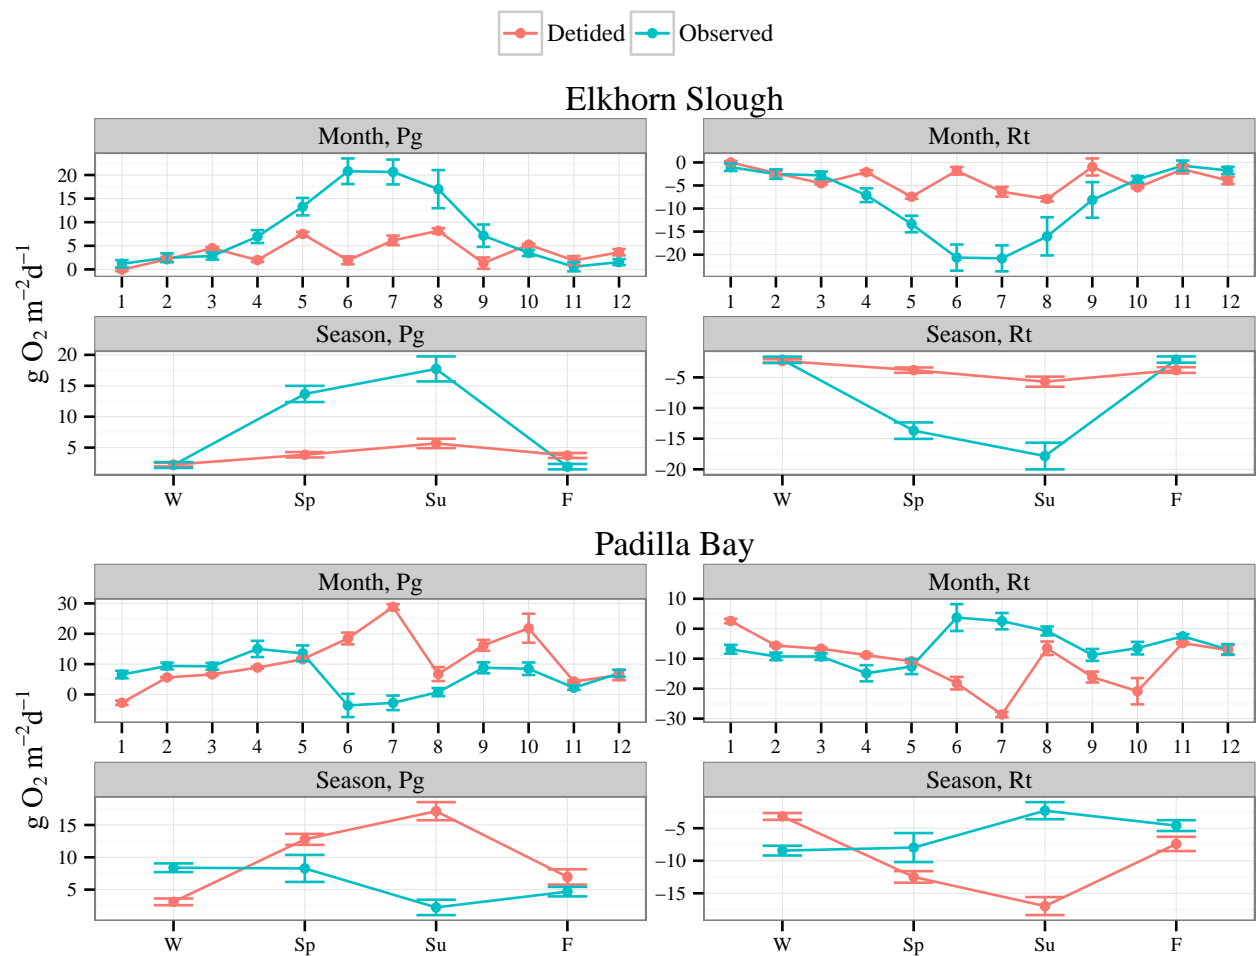 Detided Observed
Elkhorn Slough
Month, Pg Month, Rt
20
15
10
5
0
0
−5
−10
−15
−20
1 2 3 4 5 6 7 8 9 10 11 12
1 2 3 4 5 6 7 8 9 10 11 12
g O₂ m⁻²d⁻¹
Season, Pg Season, Rt
20
15
10
5
−5
−10
−15
−20
W Sp Su F
W Sp Su F
Padilla Bay
Month, Pg Month, Rt
30
20
10
0
10
0
−10
−20
−30
1 2 3 4 5 6 7 8 9 10 11 12
1 2 3 4 5 6 7 8 9 10 11 12
g O₂ m⁻²d⁻¹
Season, Pg Season, Rt
15
10
5
−5
−10
−15
W Sp Su F
W Sp Su F